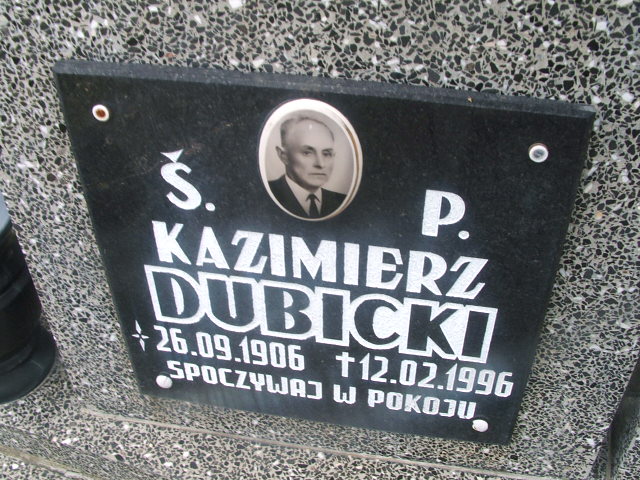 Ś. P.
KAZIMIERZ
DUBICKI
26.09.1906 12.02.1996
SPOCZYWAJ W POKOJU